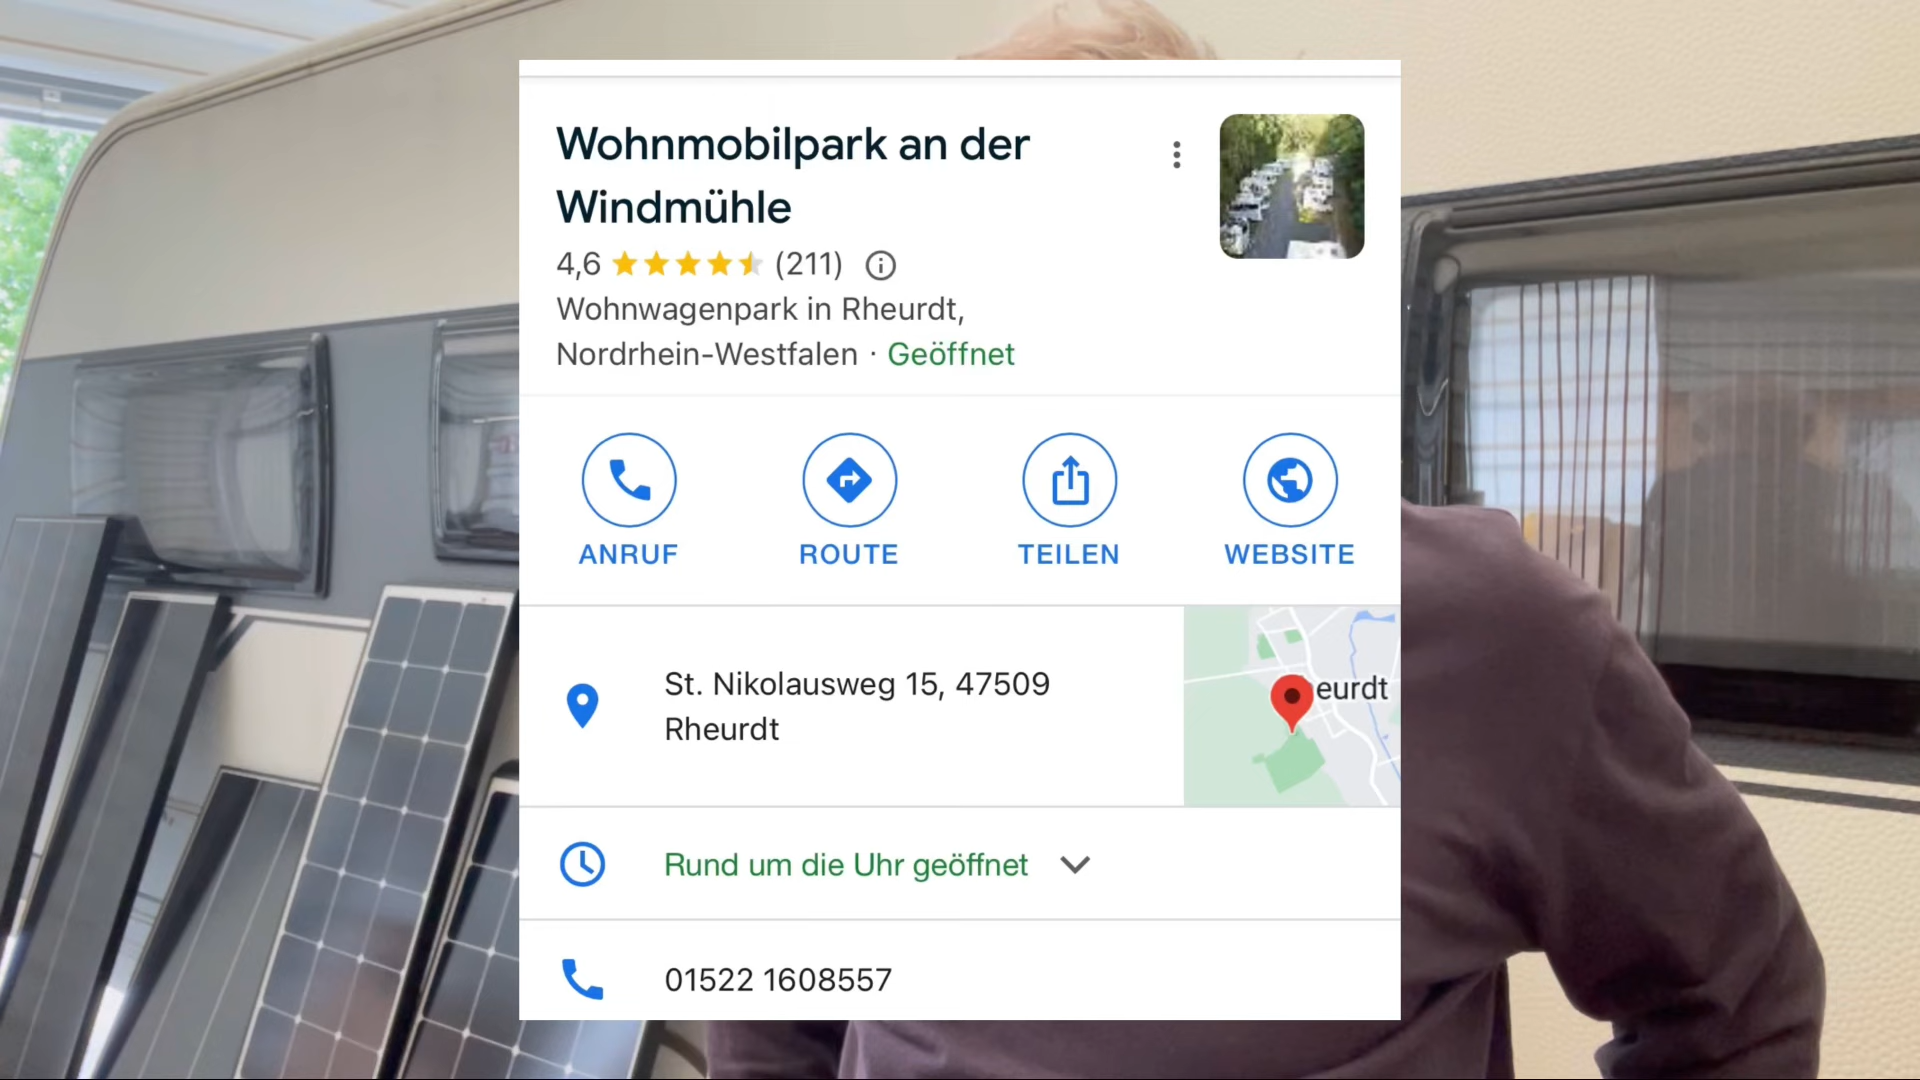 Wohnmobilpark an der
Windmühle
4,6 (211)
Wohnwagenpark in Rheurdt,
Nordrhein-Westfalen · Geöffnet
ANRUF ROUTE TEILEN WEBSITE
St. Nikolausweg 15, 47509
Rheurdt
eurdt
Rund um die Uhr geöffnet
01522 1608557